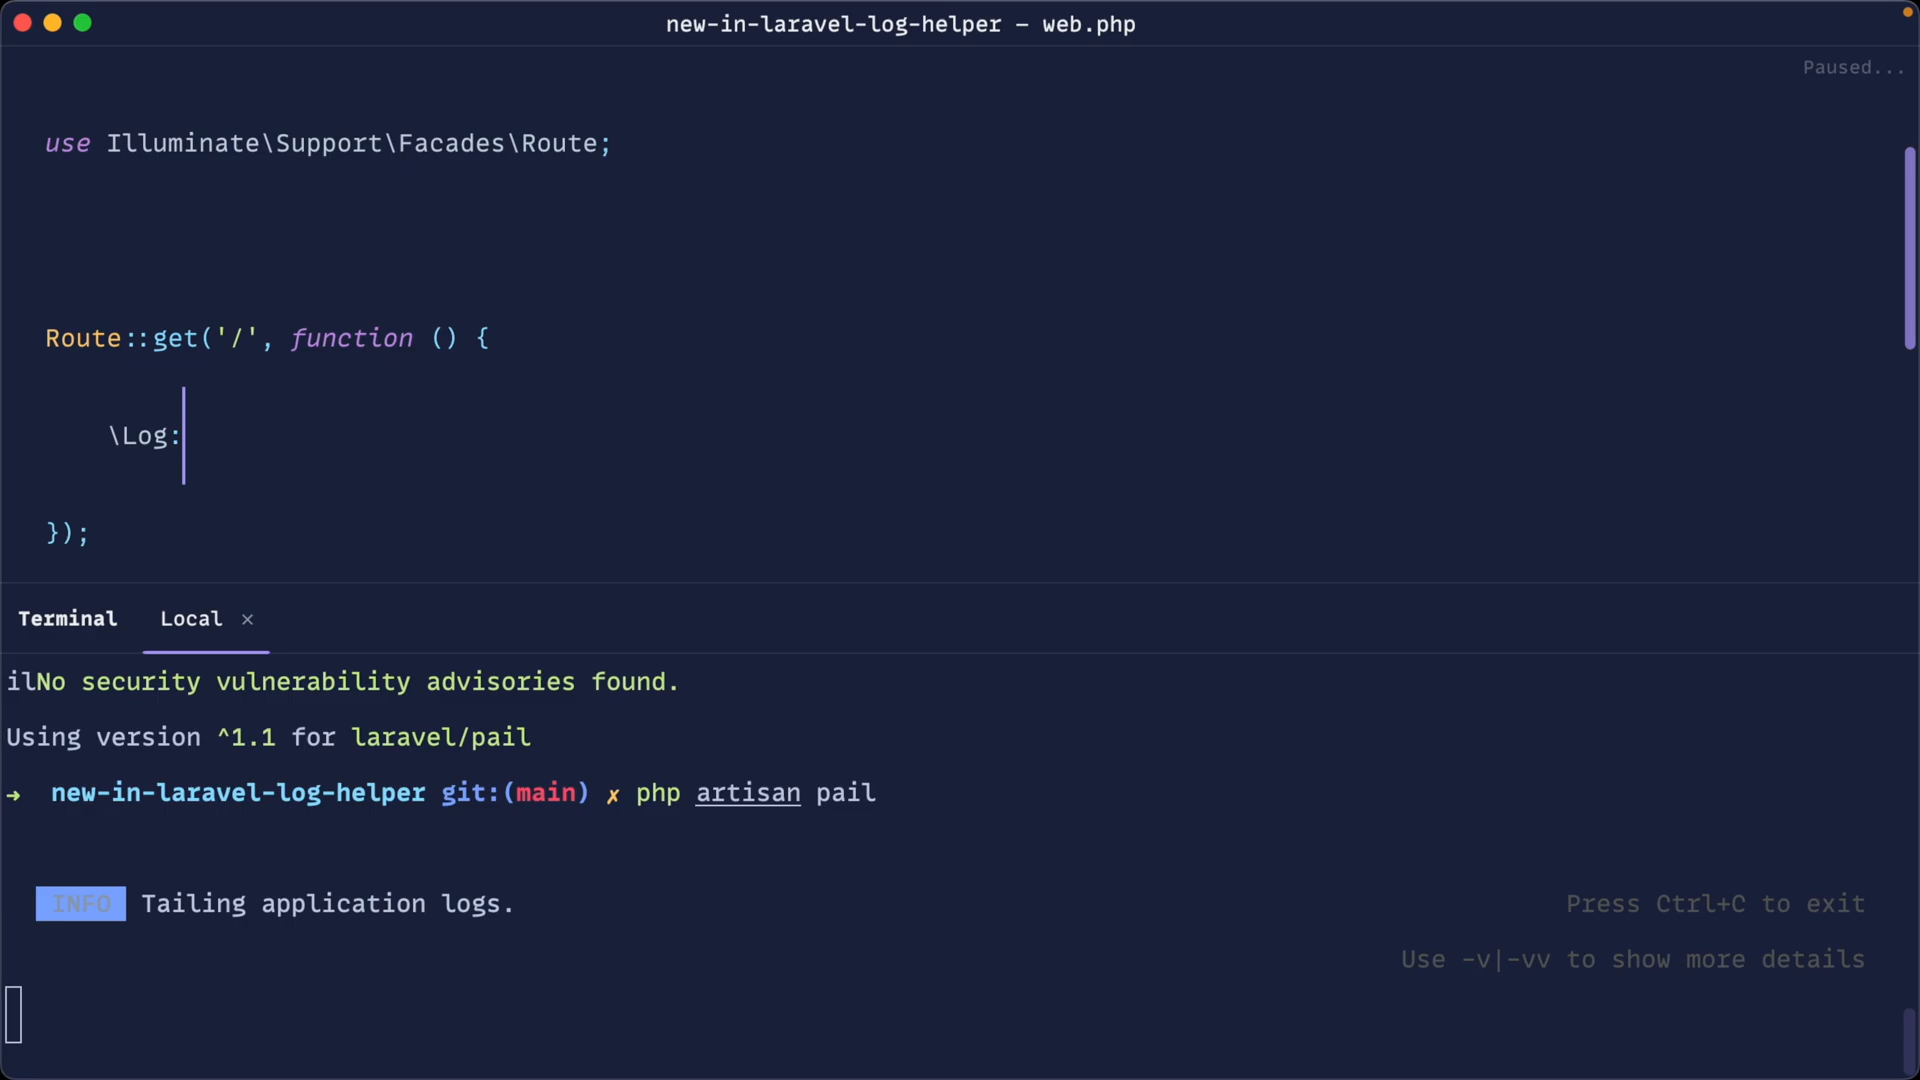 new-in-laravel-log-helper – web.php
Paused...
use Illuminate\Support\Facades\Route;
Route::get('/', function () {
\Log:
});
Terminal Local ×
ilNo security vulnerability advisories found.
Using version ^1.1 for laravel/pail
→ new-in-laravel-log-helper git:(main) ✗ php artisan pail
INFO Tailing application logs. Press Ctrl+C to exit
Use -v|-vv to show more details